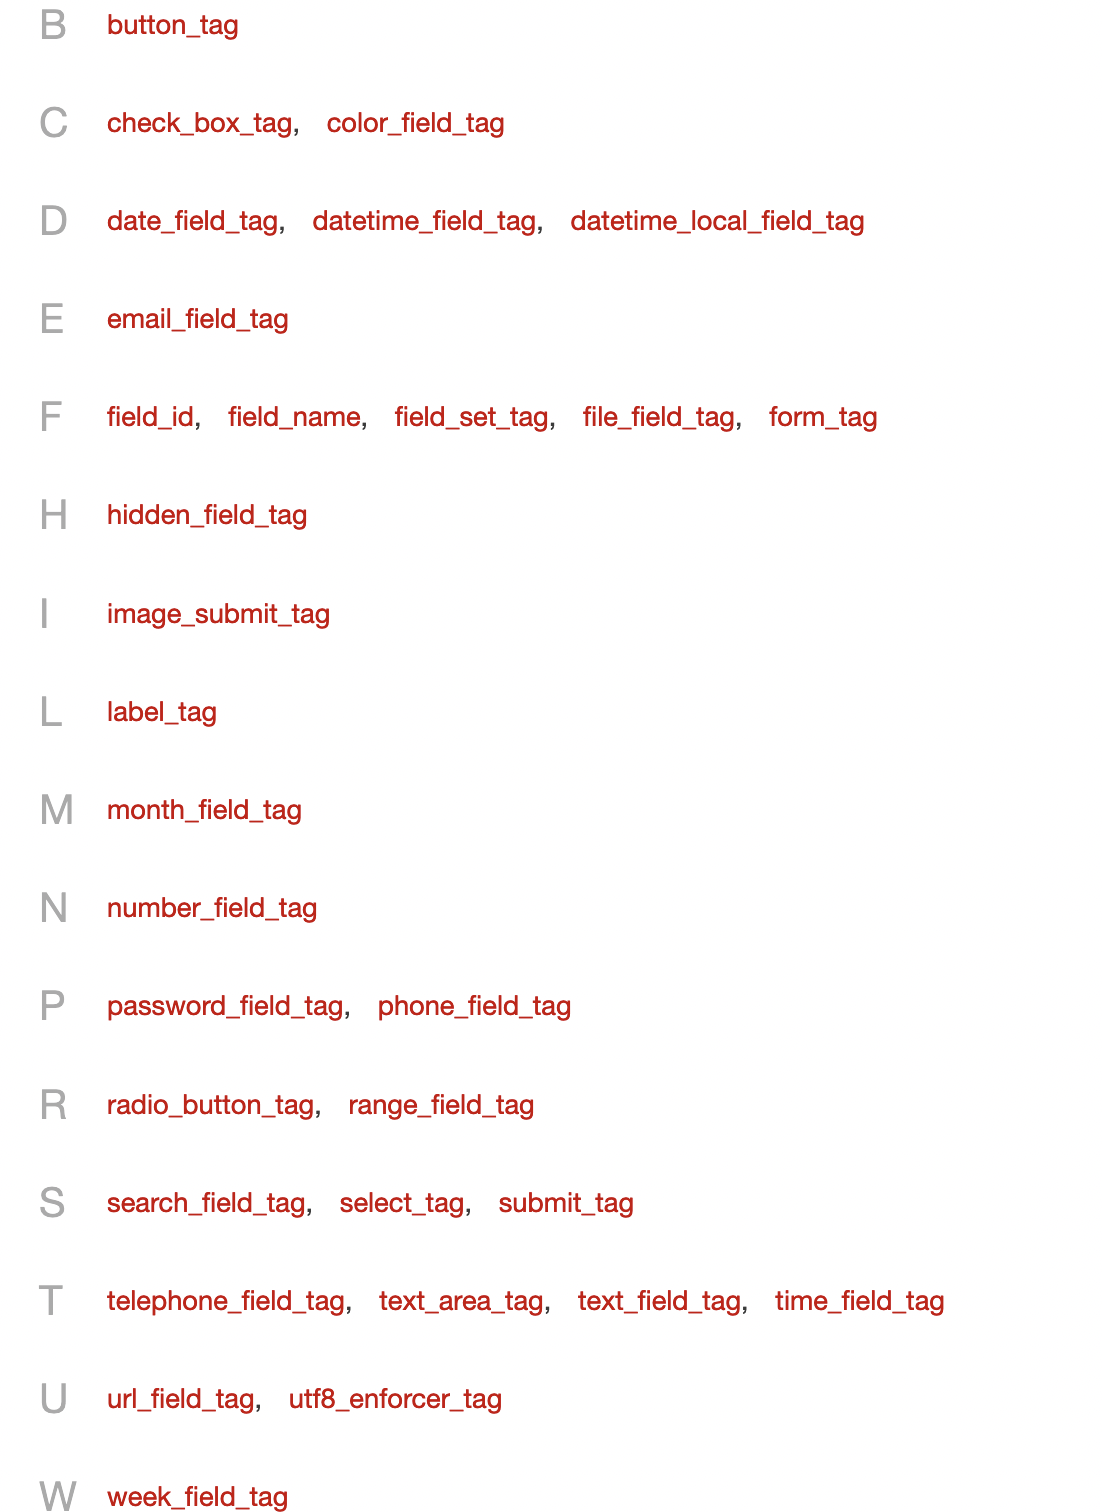 B button_tag
C check_box_tag, color_field_tag
D date_field_tag, datetime_field_tag, datetime_local_field_tag
E email_field_tag
F field_id, field_name, field_set_tag, file_field_tag, form_tag
H hidden_field_tag
I image_submit_tag
L label_tag
M month_field_tag
N number_field_tag
P password_field_tag, phone_field_tag
R radio_button_tag, range_field_tag
S search_field_tag, select_tag, submit_tag
T telephone_field_tag, text_area_tag, text_field_tag, time_field_tag
U url_field_tag, utf8_enforcer_tag
W week_field_tag